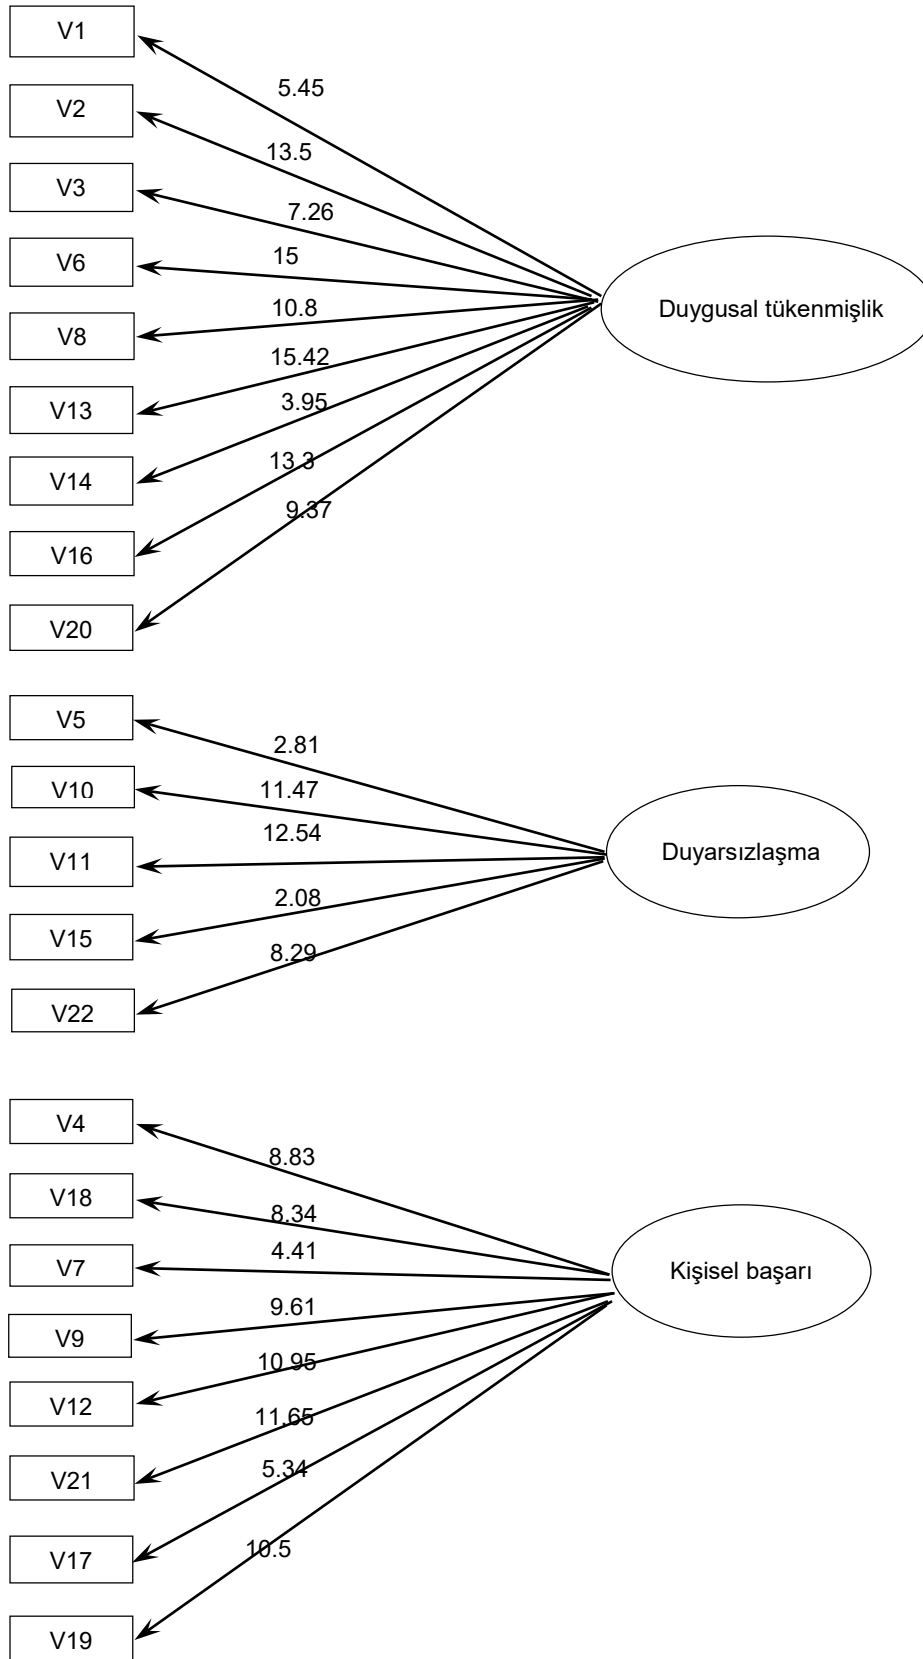 V1
5.45
V2
13.5
V3
7.26
V6
15
Duygusal tükenmişlik
V8
10.8
V13
15.42
3.95
V14
13.3
V16
9.37
V20
V5
2.81
V10
11.47
12.54
V11
Duyarsızlaşma
2.08
V15
8.29
V22
V4
8.83
V18
8.34
4.41
V7
Kişisel başarı
9.61
V9
10.95
V12
11.65
V21
5.34
V17
10.5
V19